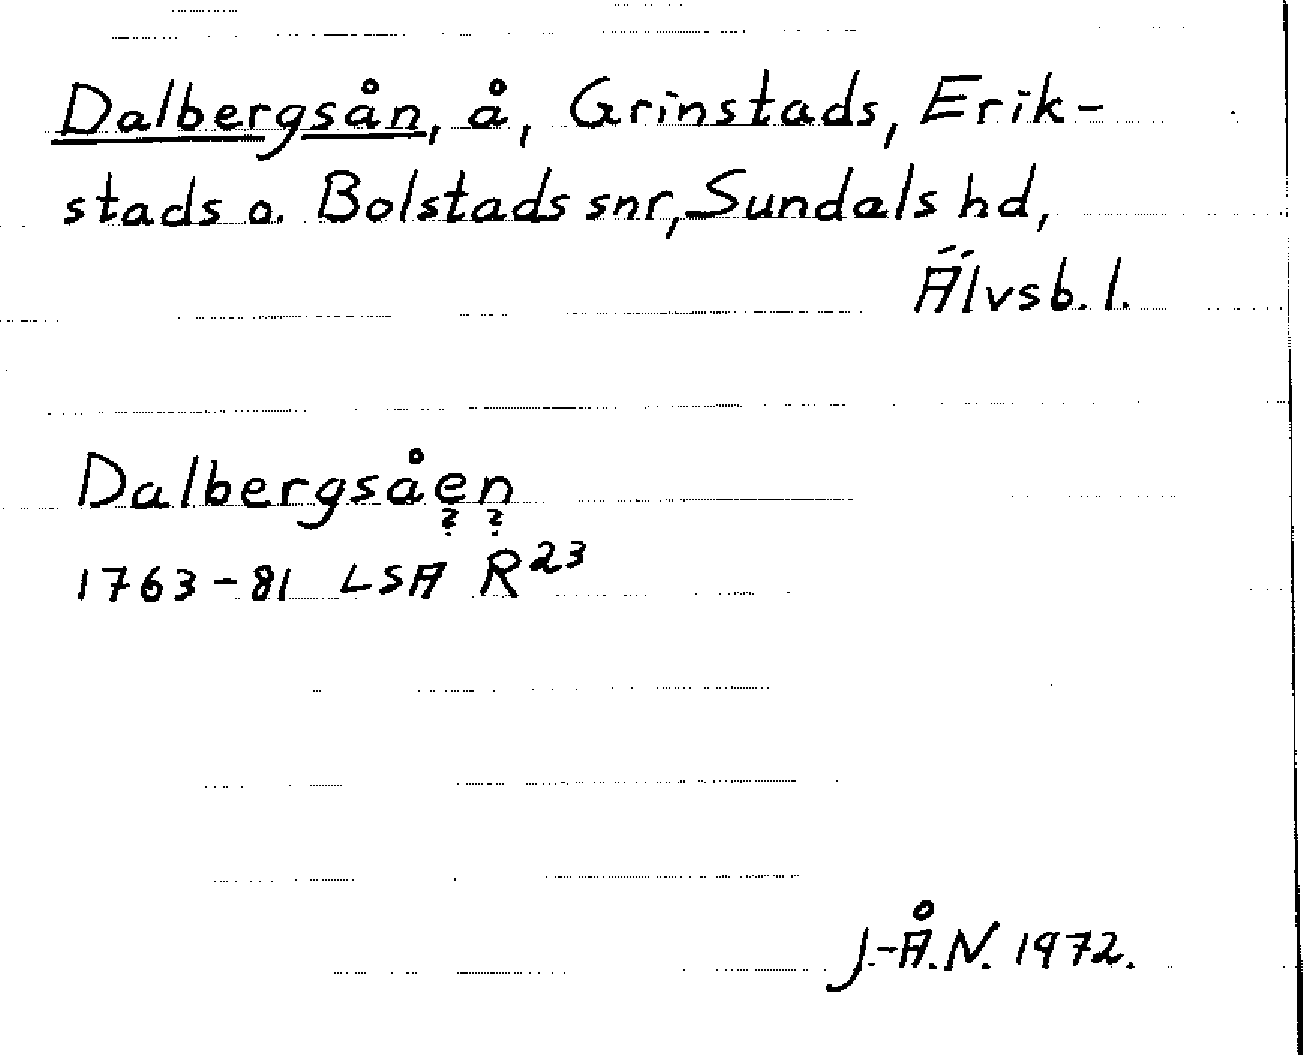 Dalbergsån, å, Grinstads, Erik-
stads o. Bolstads snr, Sundals hd,
Älvsb. l.
Dalbergsåen
? ?
1763-81 LSA R²³
J.-Å.N. 1972.